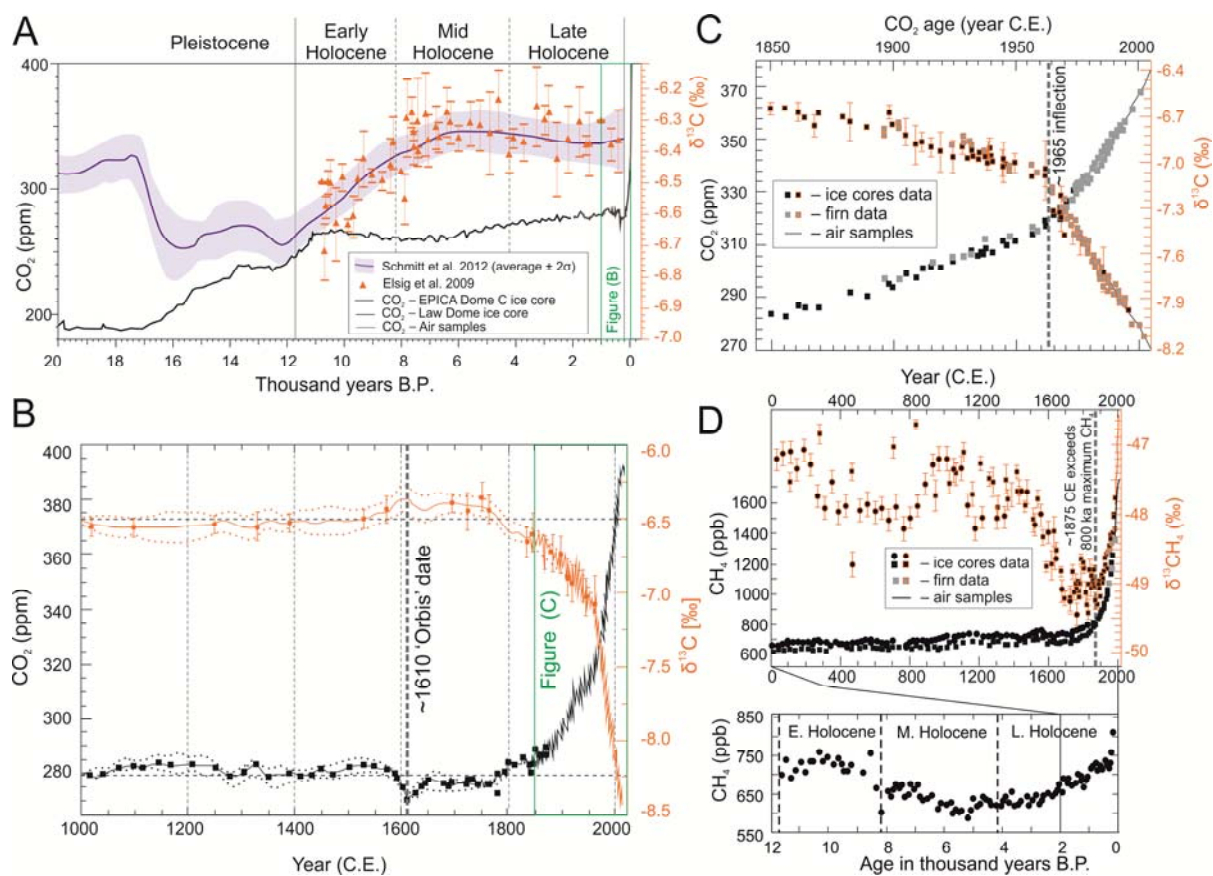 A
Pleistocene
Early
Holocene
Mid
Holocene
Late
Holocene
400
300
200
CO₂ (ppm)
-6.2
-6.3
-6.4
-6.5
-6.6
-6.7
-6.8
-6.9
-7.0
δ¹³C (‰)
Schmitt et al. 2012 (average ± 2σ)
Elsig et al. 2009
CO₂ – EPICA Dome C ice core
CO₂ – Law Dome ice core
CO₂ – Air samples
Figure (B)
20 18 16 14 12 10 8 6 4 2 0
Thousand years B.P.
B
400
380
360
340
320
300
280
CO₂ (ppm)
-6.0
-6.5
-7.0
-7.5
-8.0
-8.5
δ¹³C [‰]
~1610 'Orbis' date
Figure (C)
1000 1200 1400 1600 1800 2000
Year (C.E.)
C
CO₂ age (year C.E.)
1850 1900 1950 2000
370
350
330
310
290
270
CO₂ (ppm)
-6.4
-6.7
-7.0
-7.3
-7.6
-7.9
-8.2
δ¹³C (‰)
~1965 inflection
– ice cores data
– firn data
– air samples
D
Year (C.E.)
0 400 800 1200 1600 2000
1600
1400
1200
1000
800
600
CH₄ (ppb)
-47
-48
-49
-50
δ¹³CH₄ (‰)
~1875 CE exceeds
800 ka maximum CH₄
– ice cores data
– firn data
– air samples
0 400 800 1200 1600 2000
850
750
650
550
CH₄ (ppb)
E. Holocene
M. Holocene
L. Holocene
12 10 8 6 4 2 0
Age in thousand years B.P.